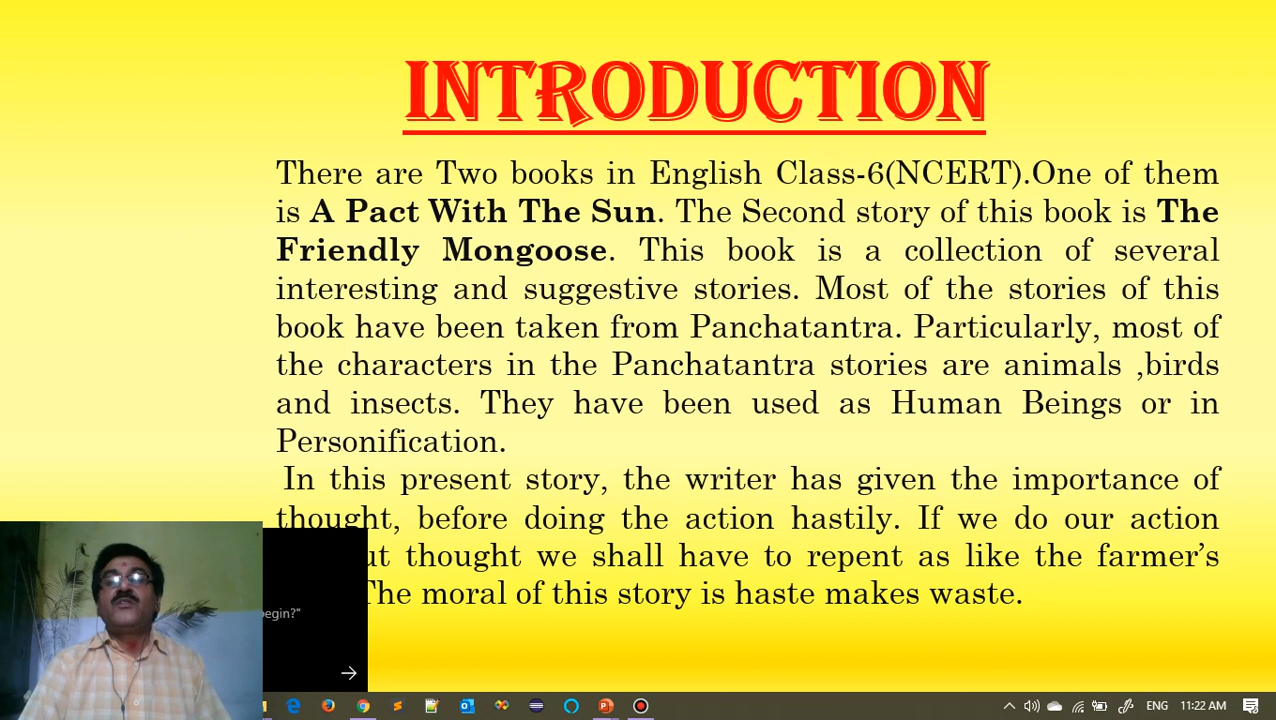 INTRODUCTION
There are Two books in English Class-6(NCERT).One of them
is A Pact With The Sun. The Second story of this book is The
Friendly Mongoose. This book is a collection of several
interesting and suggestive stories. Most of the stories of this
book have been taken from Panchatantra. Particularly, most of
the characters in the Panchatantra stories are animals ,birds
and insects. They have been used as Human Beings or in
Personification.
In this present story, the writer has given the importance of
thought, before doing the action hastily. If we do our action
ut thought we shall have to repent as like the farmer's
The moral of this story is haste makes waste.
egin?"
ENG 11:22 AM